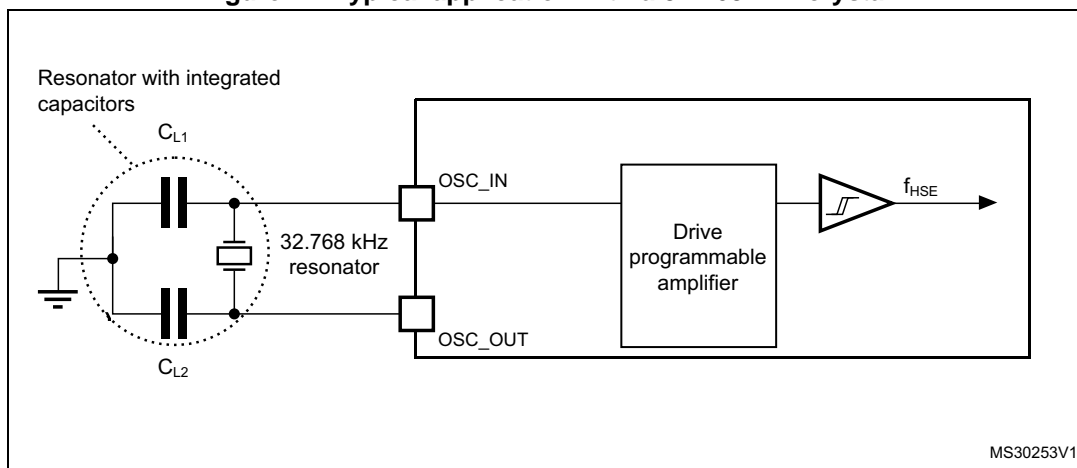 Resonator with integrated
capacitors
CL1
OSC_IN
fHSE
32.768 kHz
resonator
Drive
programmable
amplifier
OSC_OUT
CL2
MS30253V1